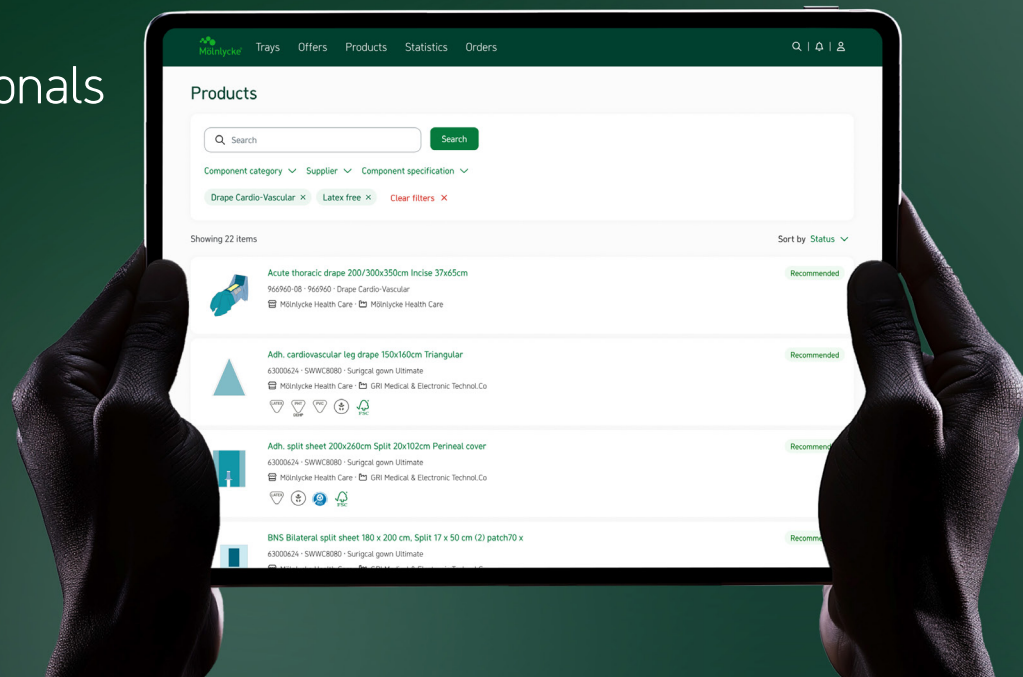 onals
Mölnlycke® Trays Offers Products Statistics Orders
Products
Search Search
Component category Supplier Component specification
Drape Cardio-Vascular × Latex free × Clear filters ×
Showing 22 items Sort by Status
Acute thoracic drape 200/300x350cm Incise 37x65cm Recommended
966960-08 · 966960 · Drape Cardio-Vascular
Mölnlycke Health Care · Mölnlycke Health Care
Adh. cardiovascular leg drape 150x160cm Triangular Recommended
63000624 · SWWC8080 · Surigcal gown Ultimate
Mölnlycke Health Care · GRI Medical & Electronic Technol.Co
LATEX PHT DEHP PVC FSC
Adh. split sheet 200x260cm Split 20x102cm Perineal cover Recommend
63000624 · SWWC8080 · Surigcal gown Ultimate
Mölnlycke Health Care · GRI Medical & Electronic Technol.Co
LATEX FSC
BNS Bilateral split sheet 180 x 200 cm, Split 17 x 50 cm (2) patch70 x Recomme
63000624 · SWWC8080 · Surigcal gown Ultimate